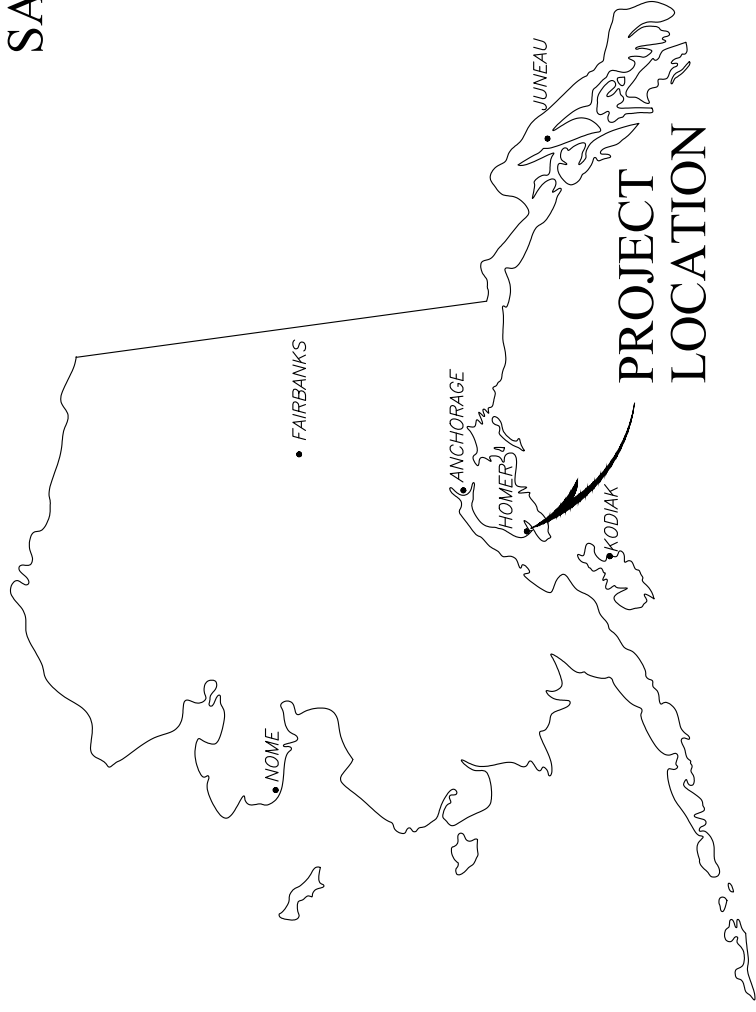 SA
NOME
FAIRBANKS
ANCHORAGE
HOMER
JUNEAU
KODIAK
PROJECT
LOCATION